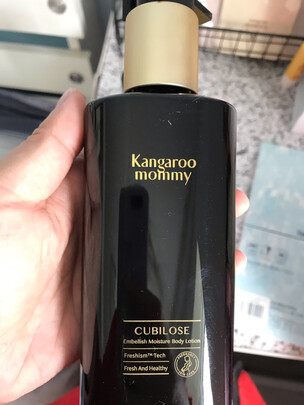 Kangaroo
mommy
CUBILOSE
Embellish Moisture Body Lotion
Freshism™ Tech
Fresh And Healthy